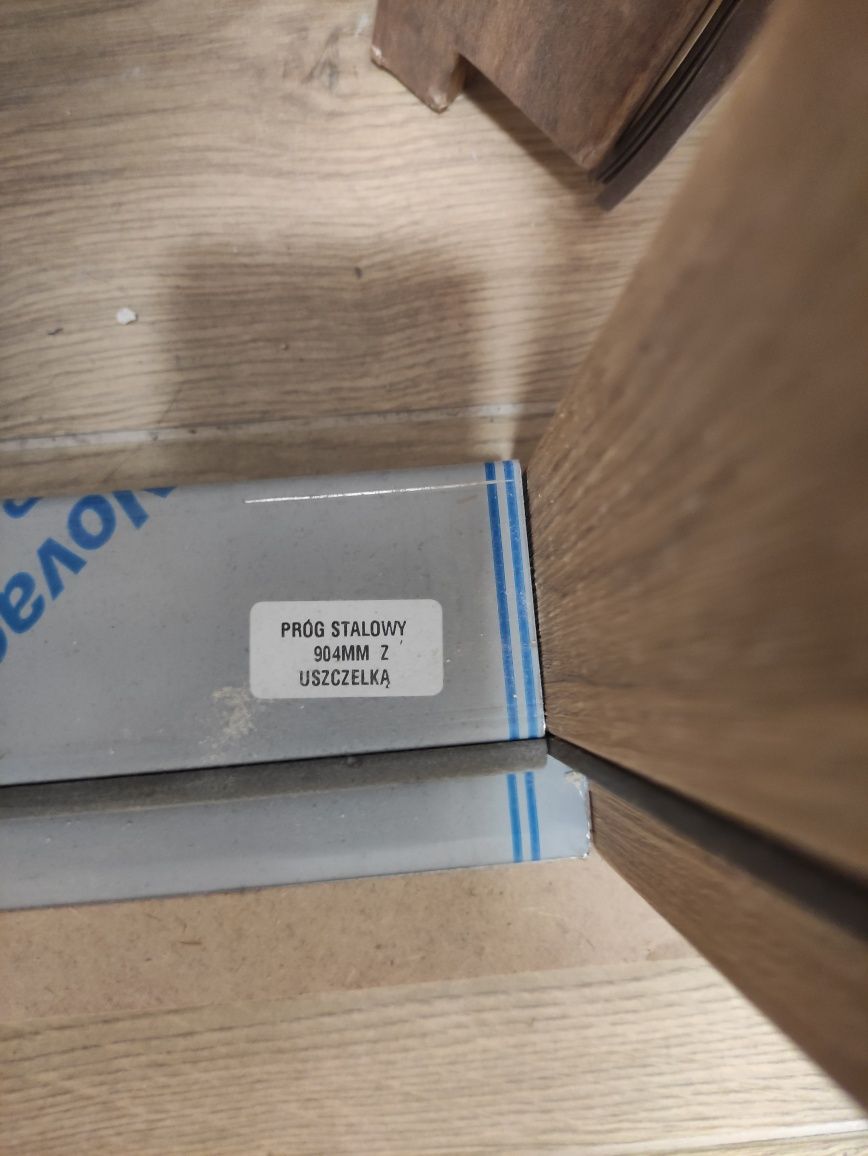 PRÓG STALOWY
904MM Z
USZCZELKĄ